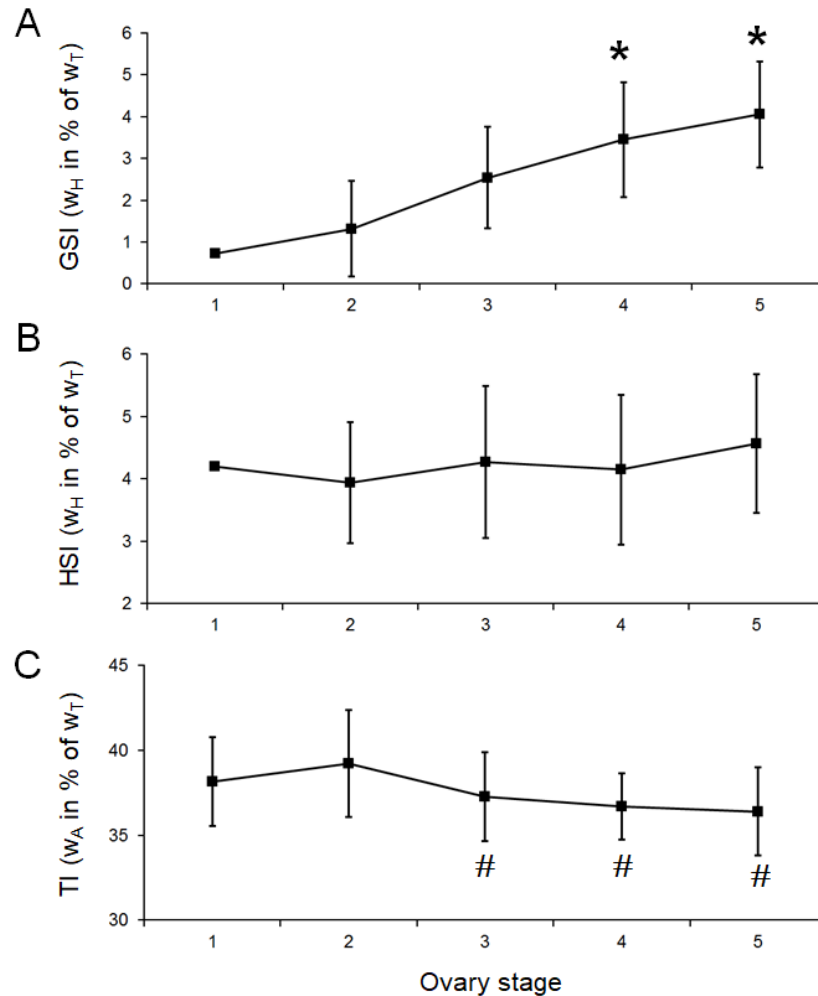 A
GSI (wH in % of wT)
6
5
4
3
2
1
0
* *
1 2 3 4 5
B
HSI (wH in % of wT)
6
5
4
3
2
1 2 3 4 5
C
TI (wA in % of wT)
45
40
35
30
# # #
1 2 3 4 5
Ovary stage